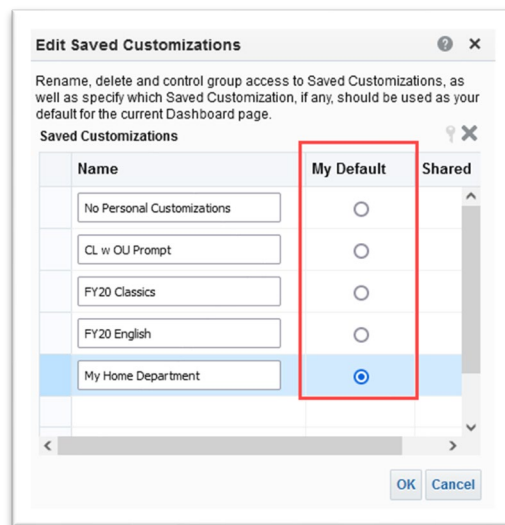 Edit Saved Customizations
Rename, delete and control group access to Saved Customizations, as
well as specify which Saved Customization, if any, should be used as your
default for the current Dashboard page.
Saved Customizations
Name My Default Shared
No Personal Customizations
CL w OU Prompt
FY20 Classics
FY20 English
My Home Department
OK Cancel